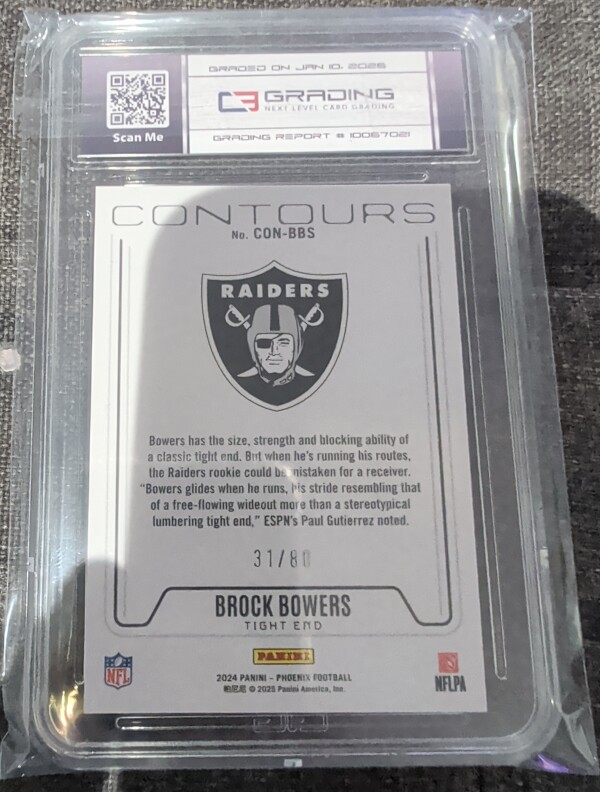 GRADED ON JAN 10, 2026
C3 GRADING
NEXT LEVEL CARD GRADING
Scan Me
GRADING REPORT # 10067021
CONTOURS
No. CON-BBS
RAIDERS
Bowers has the size, strength and blocking ability of
a classic tight end. But when he's running his routes,
the Raiders rookie could be mistaken for a receiver.
"Bowers glides when he runs, his stride resembling that
of a free-flowing wideout more than a stereotypical
lumbering tight end," ESPN's Paul Gutierrez noted.
31/80
BROCK BOWERS
TIGHT END
PANINI
NFL
2024 PANINI - PHOENIX FOOTBALL
帕尼尼 © 2025 Panini America, Inc.
NFLPA